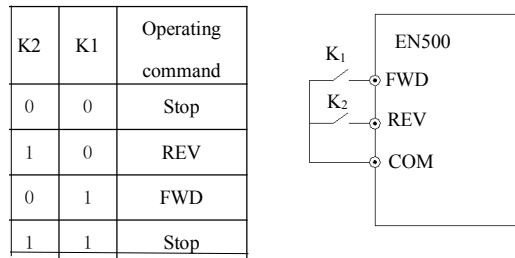 K2 K1 Operating command
0 0 Stop
1 0 REV
0 1 FWD
1 1 Stop
EN500
K1
FWD
K2
REV
COM